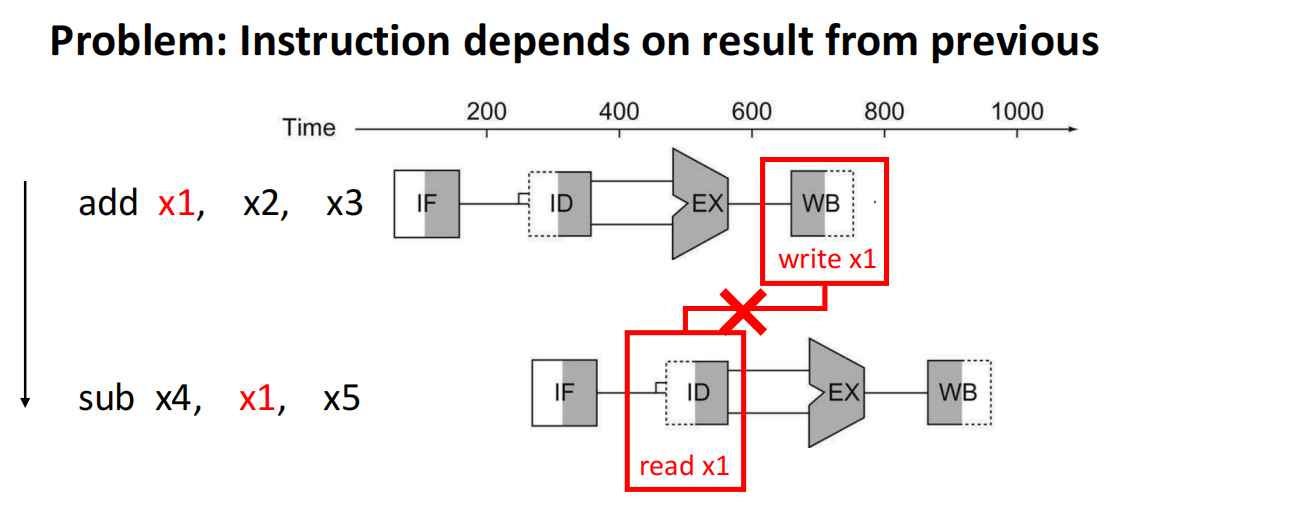 Problem: Instruction depends on result from previous
200 400 600 800 1000
Time
add x1, x2, x3
IF ID EX WB
write x1
sub x4, x1, x5
IF ID EX WB
read x1